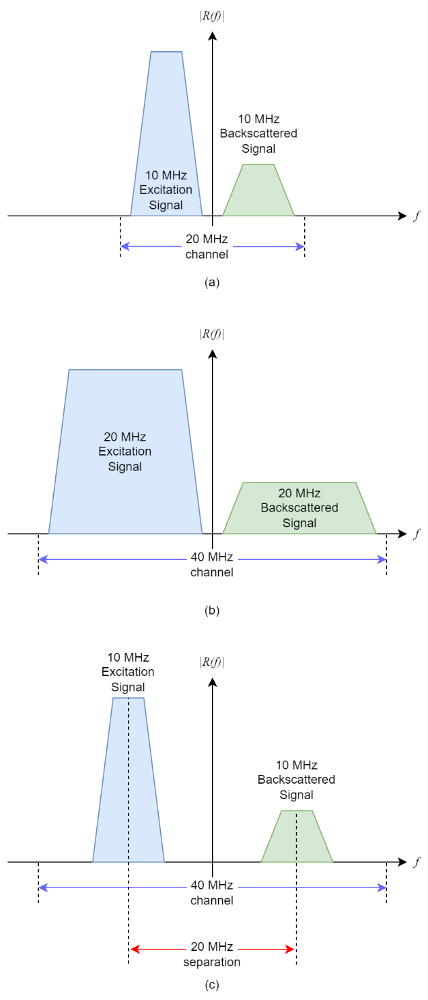 |R(f)|
10 MHz
Backscattered
Signal
10 MHz
Excitation
Signal
f
20 MHz
channel
(a)
|R(f)|
20 MHz
Excitation
Signal
20 MHz
Backscattered
Signal
f
40 MHz
channel
(b)
10 MHz
Excitation
Signal
|R(f)|
10 MHz
Backscattered
Signal
f
40 MHz
channel
20 MHz
separation
(c)